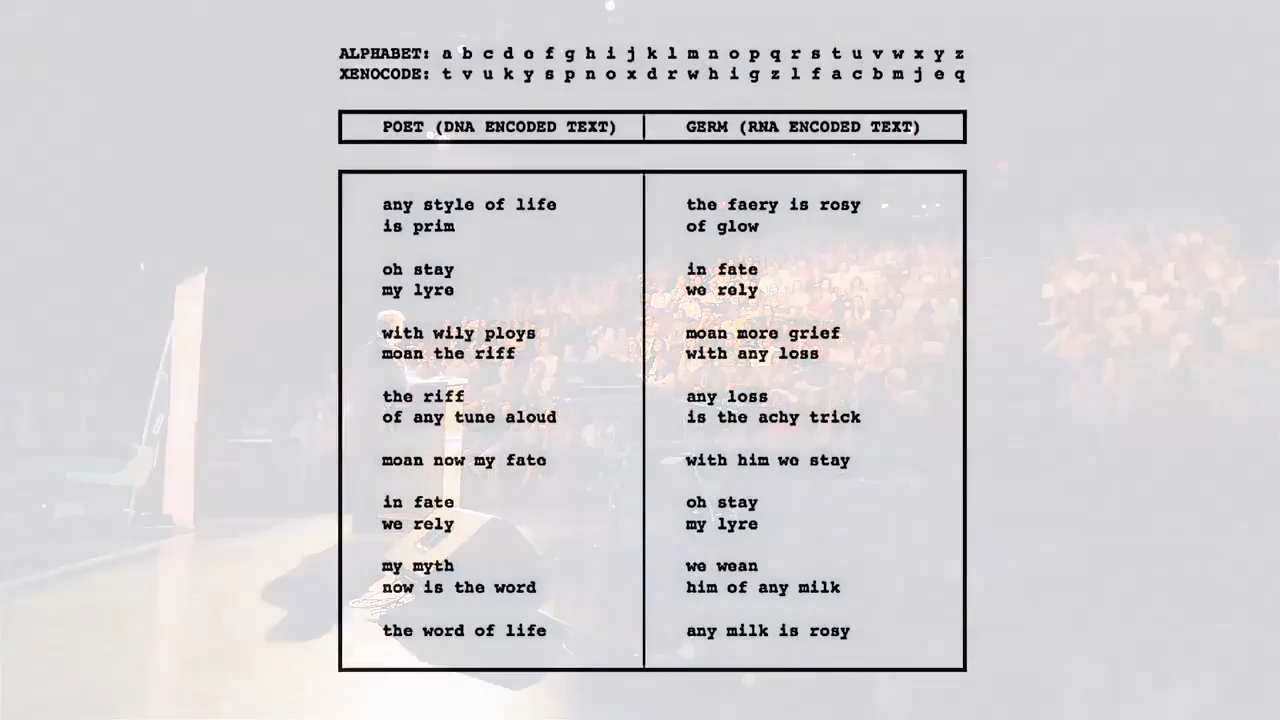 ALPHABET: a b c d e f g h i j k l m n o p q r s t u v w x y z
XENOCODE: t v u k y s p n o x d r w h i g z l f a c b m j e q
POET (DNA ENCODED TEXT)
any style of life
is prim
oh stay
my lyre
with wily ploys
moan the riff
the riff
of any tune aloud
moan now my fate
in fate
we rely
my myth
now is the word
the word of life
GERM (RNA ENCODED TEXT)
the faery is rosy
of glow
in fate
we rely
moan more grief
with any loss
any loss
is the achy trick
with him we stay
oh stay
my lyre
we wean
him of any milk
any milk is rosy